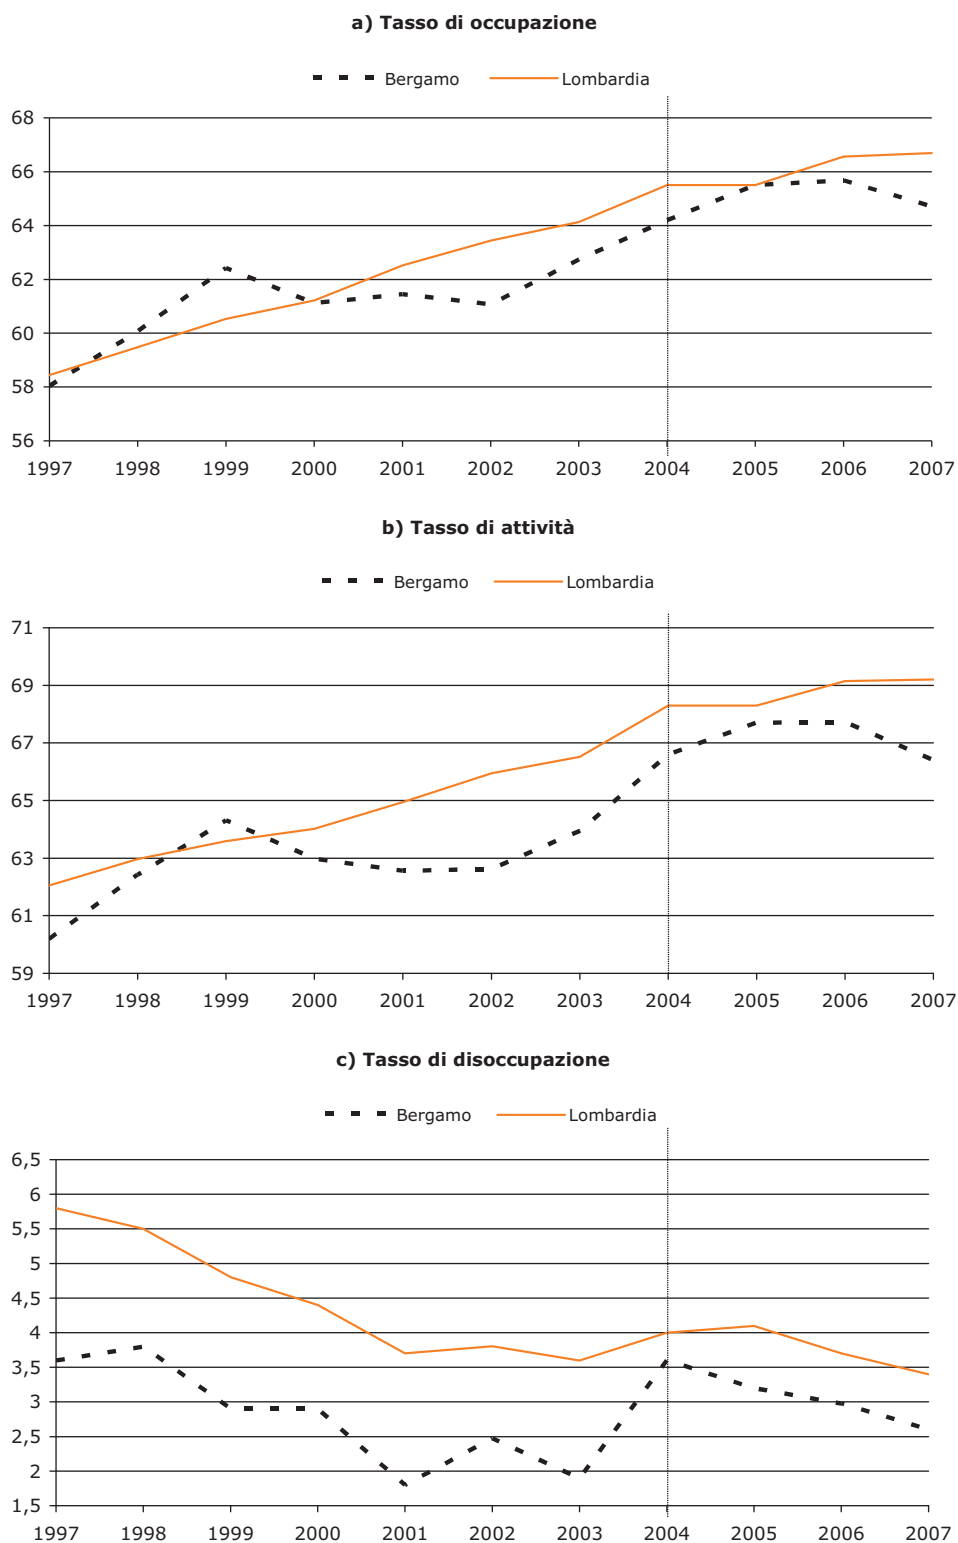 a) Tasso di occupazione
Bergamo Lombardia
68
66
64
62
60
58
56
1997 1998 1999 2000 2001 2002 2003 2004 2005 2006 2007
b) Tasso di attività
Bergamo Lombardia
71
69
67
65
63
61
59
1997 1998 1999 2000 2001 2002 2003 2004 2005 2006 2007
c) Tasso di disoccupazione
Bergamo Lombardia
6,5
6
5,5
5
4,5
4
3,5
3
2,5
2
1,5
1997 1998 1999 2000 2001 2002 2003 2004 2005 2006 2007